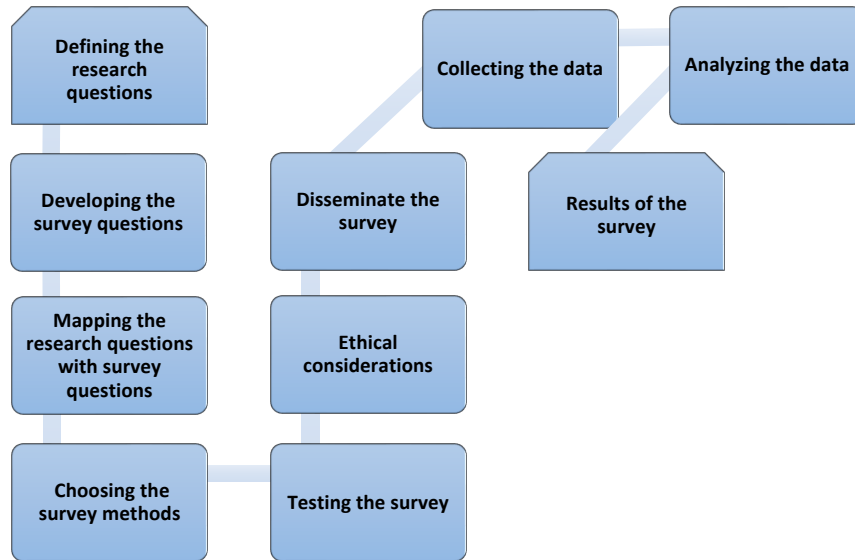 Defining the
research
questions
Developing the
survey questions
Mapping the
research questions
with survey
questions
Choosing the
survey methods
Testing the survey
Ethical
considerations
Disseminate the
survey
Collecting the data
Analyzing the data
Results of the
survey